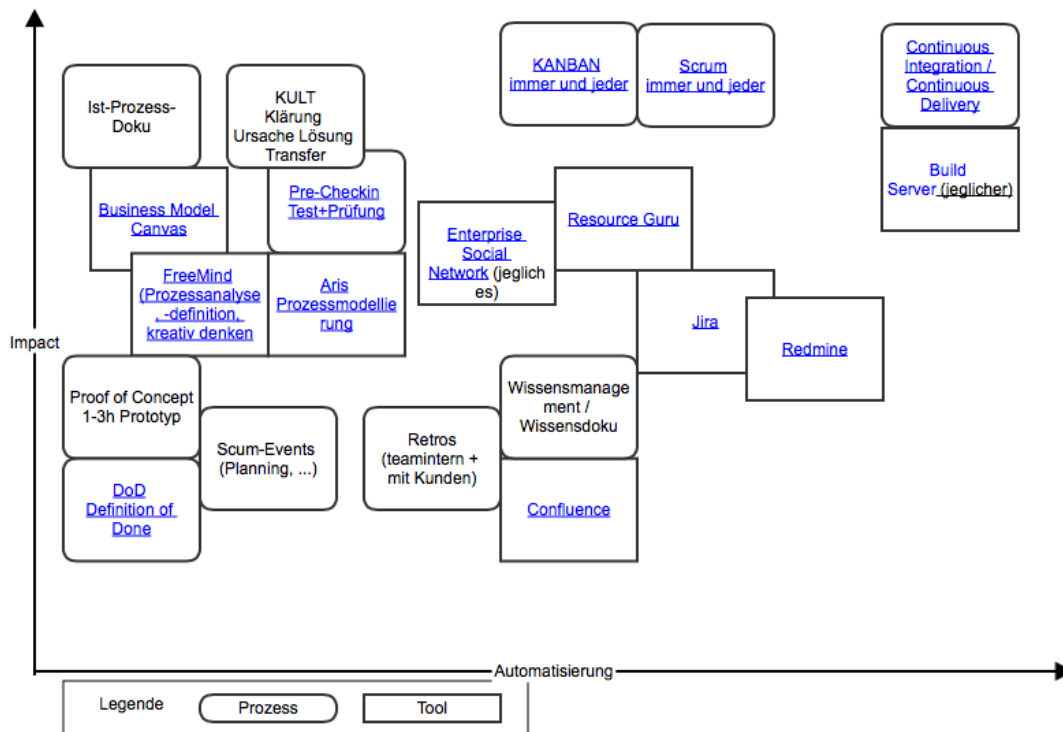 KANBAN
immer und jeder
Scrum
immer und jeder
Continuous
Integration /
Continuous
Delivery
Ist-Prozess-
Doku
KULT
Klärung
Ursache Lösung
Transfer
Build
Server (jeglicher)
Business Model
Canvas
Pre-Checkin
Test+Prüfung
Resource Guru
Enterprise
Social
Network (jeglich
es)
FreeMind
(Prozessanalyse
, -definition,
kreativ denken
Aris
Prozessmodellie
rung
Jira
Redmine
Impact
Proof of Concept
1-3h Prototyp
Wissensmanage
ment /
Wissensdoku
Scum-Events
(Planning, ...)
Retros
(teamintern +
mit Kunden)
DoD
Definition of
Done
Confluence
Automatisierung
Legende
Prozess
Tool